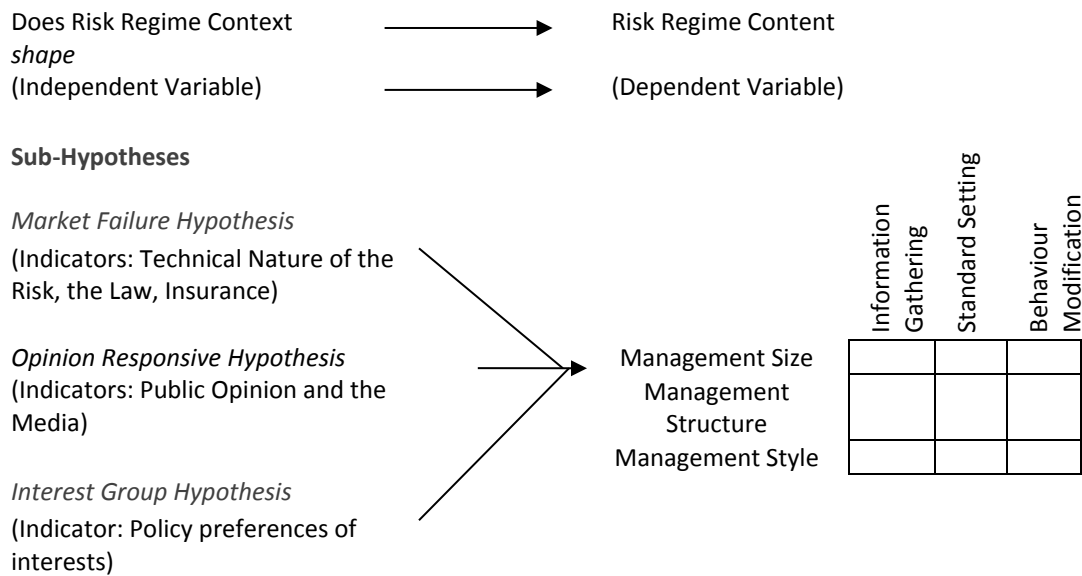 Does Risk Regime Context
shape
(Independent Variable)
Risk Regime Content
(Dependent Variable)
Sub-Hypotheses
Market Failure Hypothesis
(Indicators: Technical Nature of the
Risk, the Law, Insurance)
Opinion Responsive Hypothesis
(Indicators: Public Opinion and the
Media)
Interest Group Hypothesis
(Indicator: Policy preferences of
interests)
Information
Gathering
Standard Setting
Behaviour
Modification
Management Size
Management
Structure
Management Style